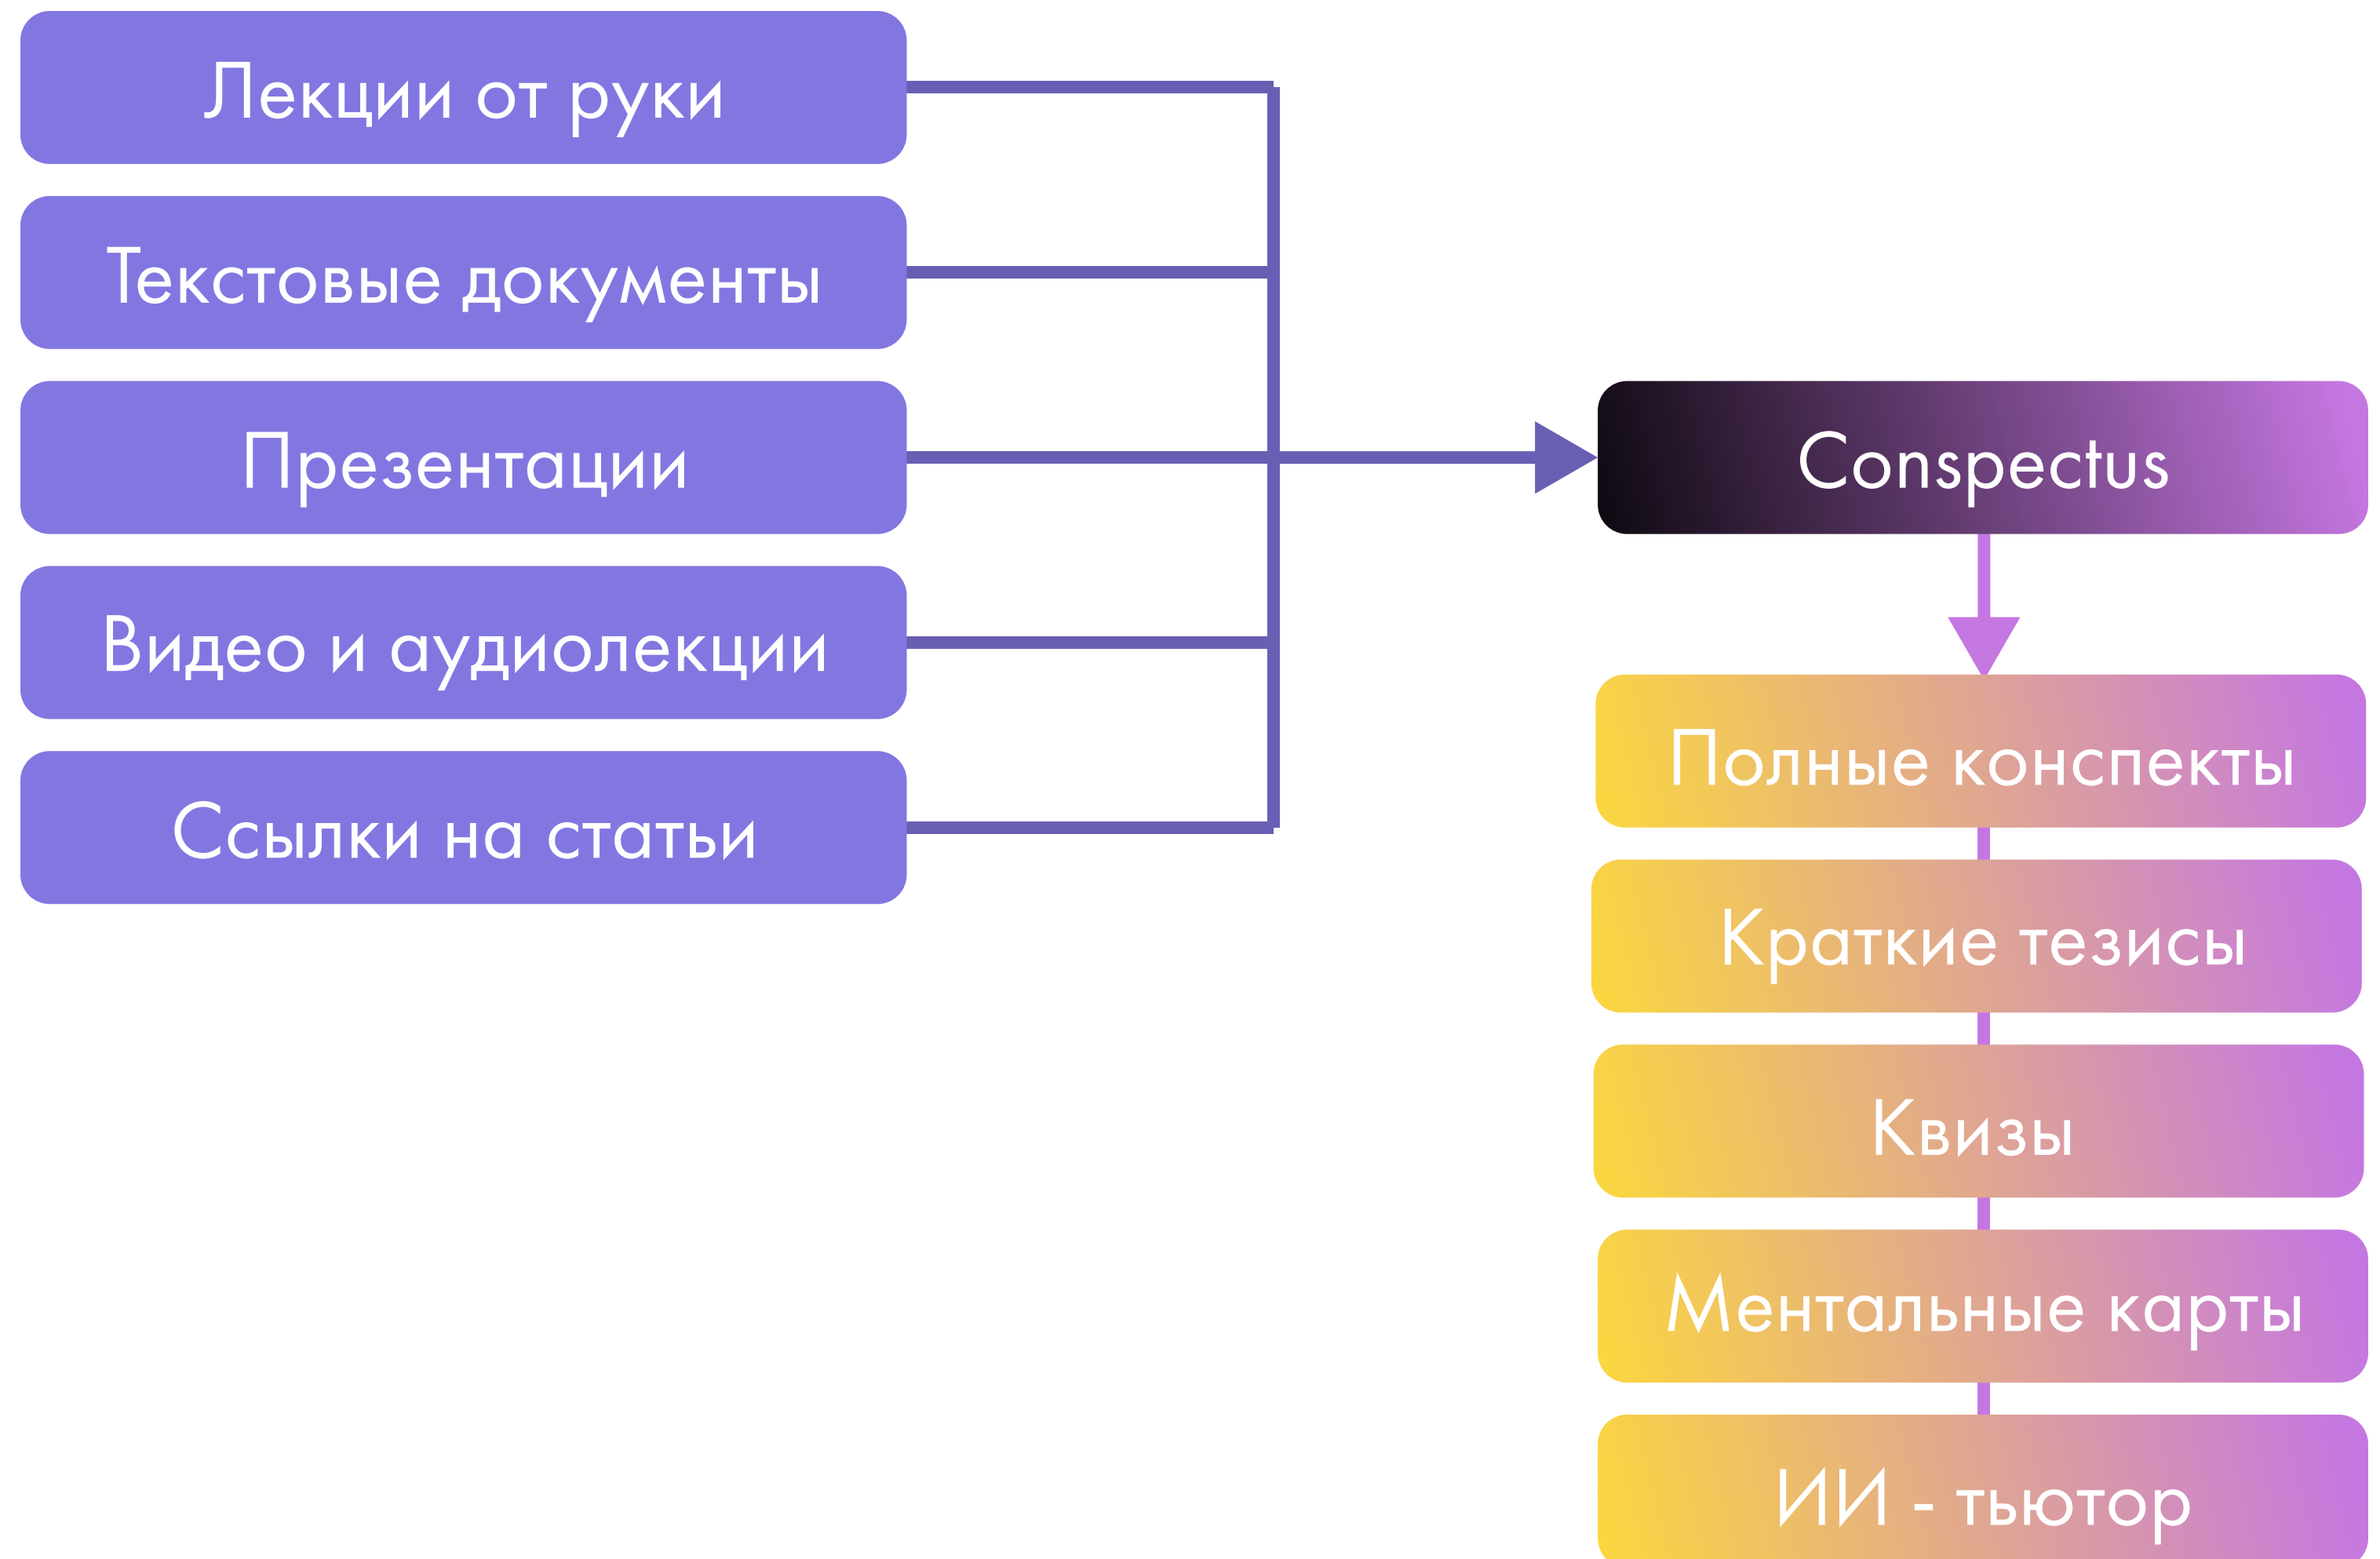 Лекции от руки
Текстовые документы
Презентации
Видео и аудиолекции
Ссылки на статьи
Conspectus
Полные конспекты
Краткие тезисы
Квизы
Ментальные карты
ИИ - тьютор